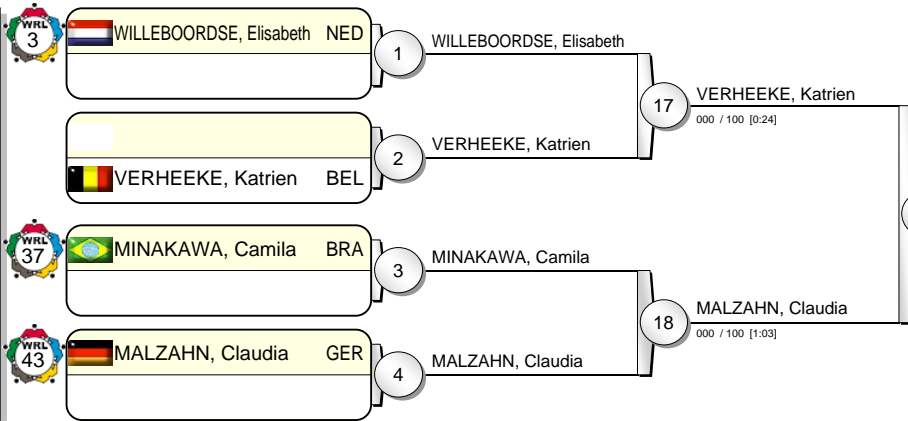 WRL
3
WILLEBOORDSE, Elisabeth NED
1
WILLEBOORDSE, Elisabeth
VERHEEKE, Katrien BEL
2
VERHEEKE, Katrien
17
VERHEEKE, Katrien
000 / 100 [0:24]
WRL
37
MINAKAWA, Camila BRA
3
MINAKAWA, Camila
WRL
43
MALZAHN, Claudia GER
4
MALZAHN, Claudia
18
MALZAHN, Claudia
000 / 100 [1:03]